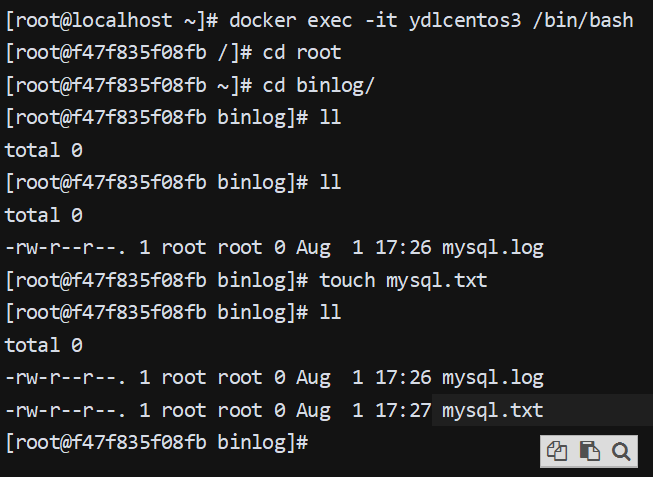 [root@localhost ~]# docker exec -it ydlcentos3 /bin/bash
[root@f47f835f08fb /]# cd root
[root@f47f835f08fb ~]# cd binlog/
[root@f47f835f08fb binlog]# ll
total 0
[root@f47f835f08fb binlog]# ll
total 0
-rw-r--r--. 1 root root 0 Aug  1 17:26 mysql.log
[root@f47f835f08fb binlog]# touch mysql.txt
[root@f47f835f08fb binlog]# ll
total 0
-rw-r--r--. 1 root root 0 Aug  1 17:26 mysql.log
-rw-r--r--. 1 root root 0 Aug  1 17:27 mysql.txt
[root@f47f835f08fb binlog]#